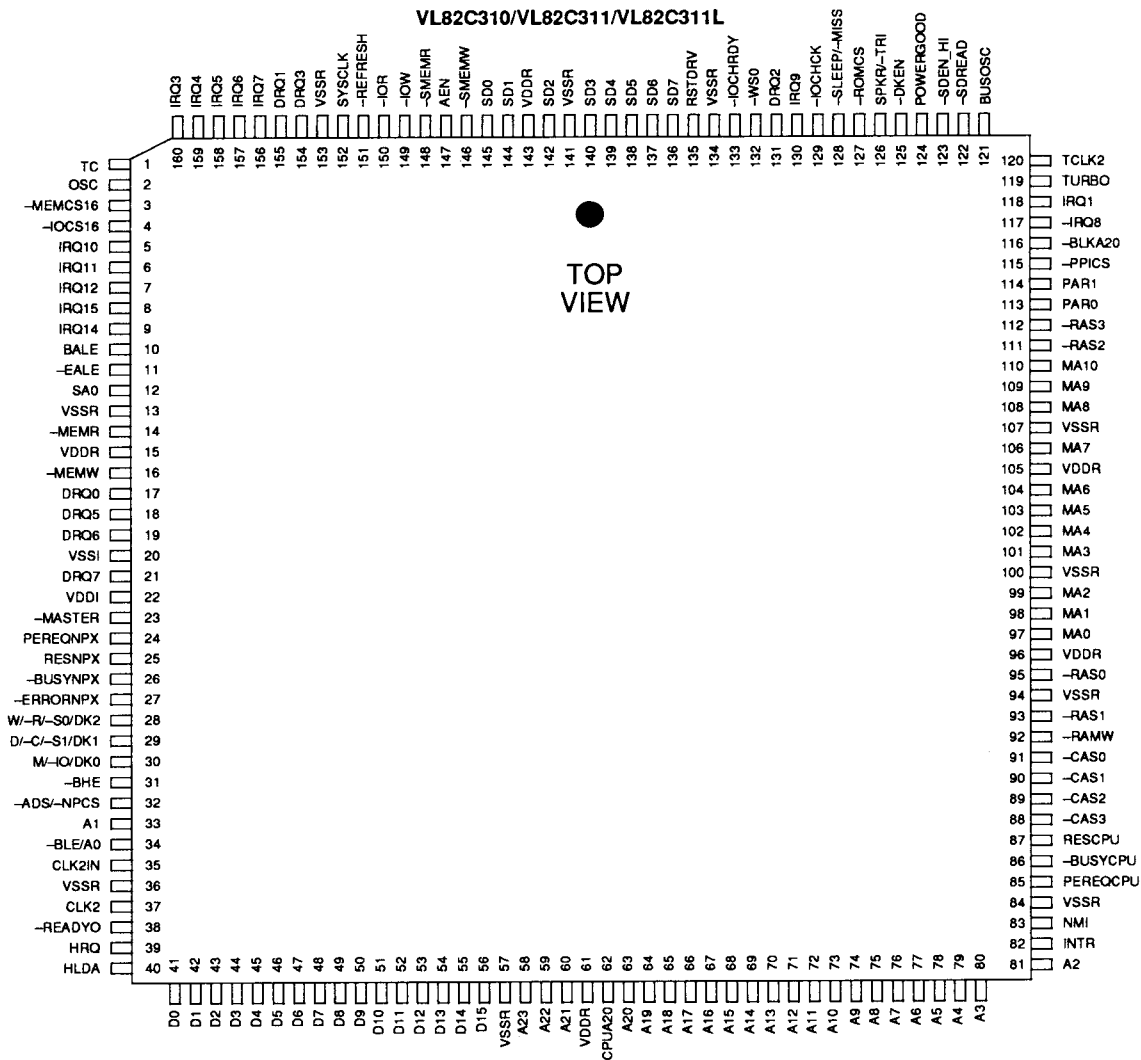 VL82C310/VL82C311/VL82C311L
IRQ3 IRQ4 IRQ5 IRQ6 IRQ7 DRQ1 DRQ3 VSSR SYSCLK –REFRESH –IOR –IOW –SMEMR AEN –SMEMW SD0 SD1 VDDR SD2 VSSR SD3 SD4 SD5 SD6 SD7 RSTDRV VSSR –IOCHRDY –WS0 DRQ2 IRQ9 –IOCHCK –SLEEP/–MISS –ROMCS SPKR/–TRI –DKEN POWERGOOD –SDEN_HI –SDREAD BUSOSC
160 159 158 157 156 155 154 153 152 151 150 149 148 147 146 145 144 143 142 141 140 139 138 137 136 135 134 133 132 131 130 129 128 127 126 125 124 123 122 121
TC 1
OSC 2
–MEMCS16 3
–IOCS16 4
IRQ10 5
IRQ11 6
IRQ12 7
IRQ15 8
IRQ14 9
BALE 10
–EALE 11
SA0 12
VSSR 13
–MEMR 14
VDDR 15
–MEMW 16
DRQ0 17
DRQ5 18
DRQ6 19
VSSI 20
DRQ7 21
VDDI 22
–MASTER 23
PEREQNPX 24
RESNPX 25
–BUSYNPX 26
–ERRORNPX 27
W/–R/–S0/DK2 28
D/–C/–S1/DK1 29
M/–IO/DK0 30
–BHE 31
–ADS/–NPCS 32
A1 33
–BLE/A0 34
CLK2IN 35
VSSR 36
CLK2 37
–READYO 38
HRQ 39
HLDA 40
TOP
VIEW
120 TCLK2
119 TURBO
118 IRQ1
117 –IRQ8
116 –BLKA20
115 –PPICS
114 PAR1
113 PAR0
112 –RAS3
111 –RAS2
110 MA10
109 MA9
108 MA8
107 VSSR
106 MA7
105 VDDR
104 MA6
103 MA5
102 MA4
101 MA3
100 VSSR
99 MA2
98 MA1
97 MA0
96 VDDR
95 –RAS0
94 VSSR
93 –RAS1
92 –RAMW
91 –CAS0
90 –CAS1
89 –CAS2
88 –CAS3
87 RESCPU
86 –BUSYCPU
85 PEREQCPU
84 VSSR
83 NMI
82 INTR
81 A2
41 42 43 44 45 46 47 48 49 50 51 52 53 54 55 56 57 58 59 60 61 62 63 64 65 66 67 68 69 70 71 72 73 74 75 76 77 78 79 80
D0 D1 D2 D3 D4 D5 D6 D7 D8 D9 D10 D11 D12 D13 D14 D15 VSSR A23 A22 A21 VDDR CPUA20 A20 A19 A18 A17 A16 A15 A14 A13 A12 A11 A10 A9 A8 A7 A6 A5 A4 A3